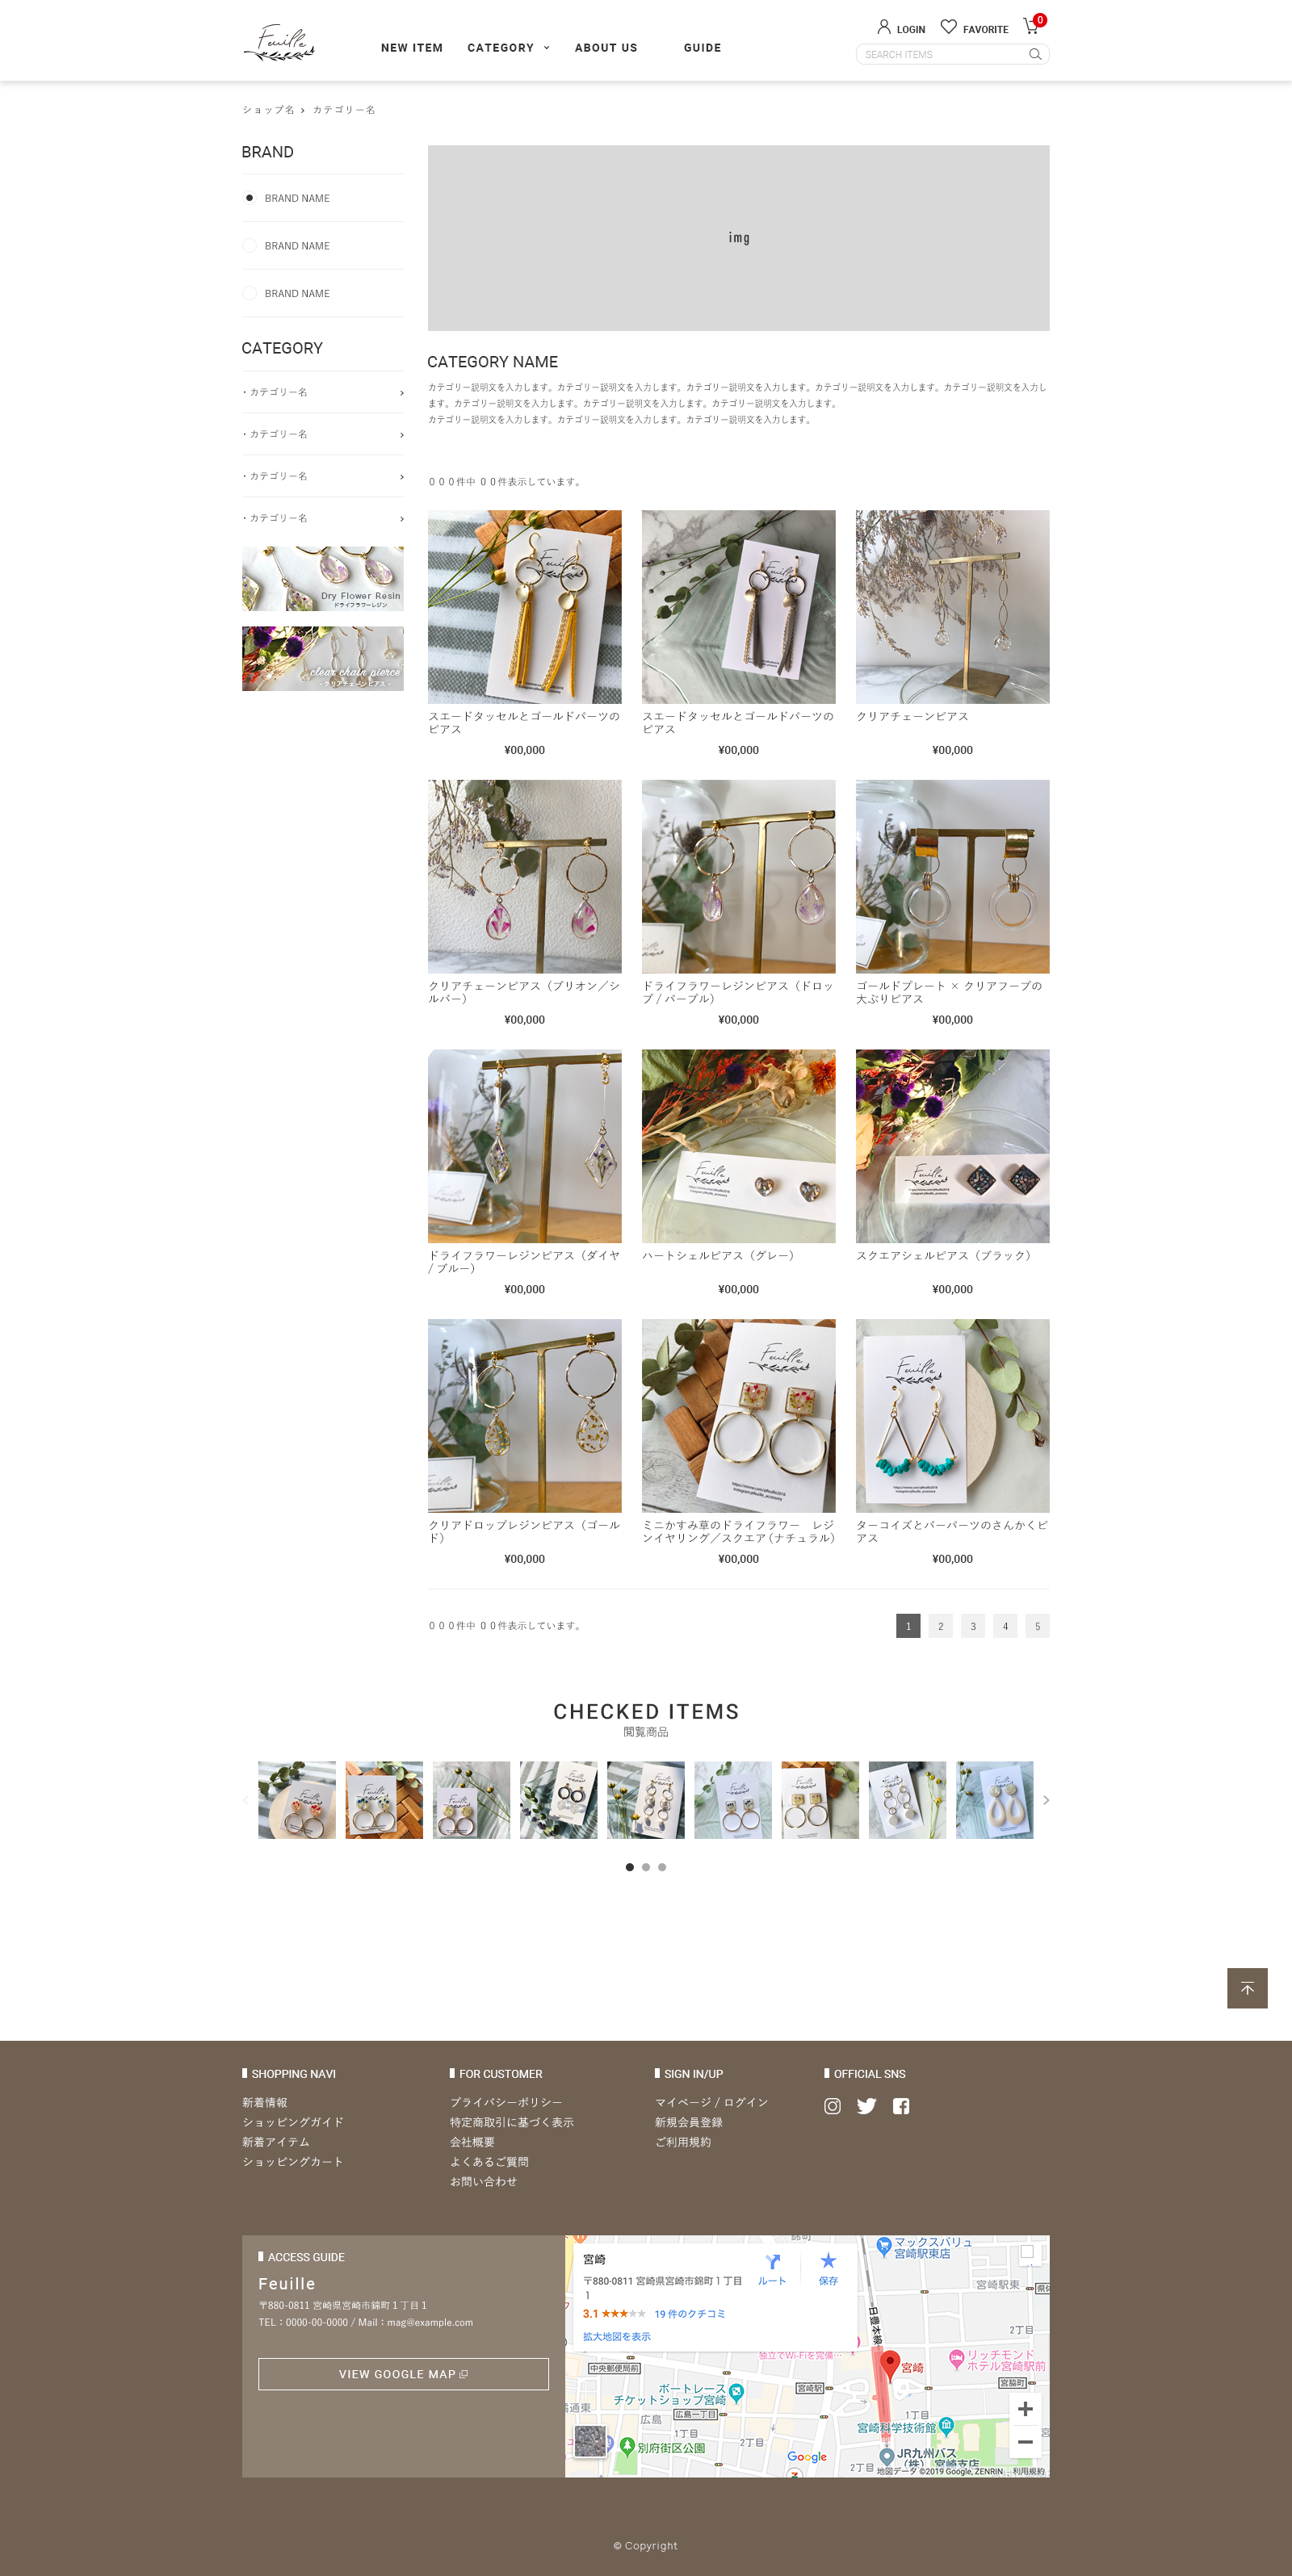 Feuille
NEW ITEM
CATEGORY
ABOUT US
GUIDE
LOGIN
FAVORITE
0
SEARCH ITEMS
ショップ名 > カテゴリー名
BRAND
BRAND NAME
BRAND NAME
BRAND NAME
CATEGORY
・カテゴリー名
・カテゴリー名
・カテゴリー名
・カテゴリー名
Dry Flower Resin
ドライフラワーレジン
clear chain pierce
- クリアチェーンピアス -
img
CATEGORY NAME
カテゴリー説明文を入力します。カテゴリー説明文を入力します。カテゴリー説明文を入力します。カテゴリー説明文を入力します。カテゴリー説明文を入力し
ます。カテゴリー説明文を入力します。カテゴリー説明文を入力します。カテゴリー説明文を入力します。
カテゴリー説明文を入力します。カテゴリー説明文を入力します。カテゴリー説明文を入力します。
０００件中 ００件表示しています。
スエードタッセルとゴールドパーツの
ピアス
¥00,000
スエードタッセルとゴールドパーツの
ピアス
¥00,000
クリアチェーンピアス
¥00,000
クリアチェーンピアス（ブリオン／シ
ルバー）
¥00,000
ドライフラワーレジンピアス（ドロッ
プ / パープル）
¥00,000
ゴールドプレート × クリアフープの
大ぶりピアス
¥00,000
ドライフラワーレジンピアス（ダイヤ
/ ブルー）
¥00,000
ハートシェルピアス（グレー）
¥00,000
スクエアシェルピアス（ブラック）
¥00,000
クリアドロップレジンピアス（ゴール
ド）
¥00,000
ミニかすみ草のドライフラワー　レジ
ンイヤリング／スクエア（ナチュラル）
¥00,000
ターコイズとバーパーツのさんかくピ
アス
¥00,000
０００件中 ００件表示しています。
1
2
3
4
5
CHECKED ITEMS
閲覧商品
SHOPPING NAVI
新着情報
ショッピングガイド
新着アイテム
ショッピングカート
FOR CUSTOMER
プライバシーポリシー
特定商取引に基づく表示
会社概要
よくあるご質問
お問い合わせ
SIGN IN/UP
マイページ / ログイン
新規会員登録
ご利用規約
OFFICIAL SNS
ACCESS GUIDE
Feuille
〒880-0811 宮崎県宮崎市錦町１丁目１
TEL：0000-00-0000 / Mail：mag@example.com
VIEW GOOGLE MAP
宮崎
〒880-0811 宮崎県宮崎市錦町１丁目
１
3.1 ★★★☆☆ 19 件のクチコミ
拡大地図を表示
ルート
保存
錦町
マックスバリュ
宮崎駅東店
宮崎駅東
2丁目
日豊本線
独立でWi-Fiを完備…
リッチモンド
ホテル宮崎駅前
宮崎
中央郵便局前
宮崎駅
宮脇町
ボートレース
チケットショップ宮崎
橘通東
広島
広島一丁目
1丁目
1丁目
1丁目
宮崎科学技術館
別府街区公園
2丁目
JR九州バス
（株）宮崎支店
Google
地図データ ©2019 Google, ZENRIN
利用規約
© Copyright